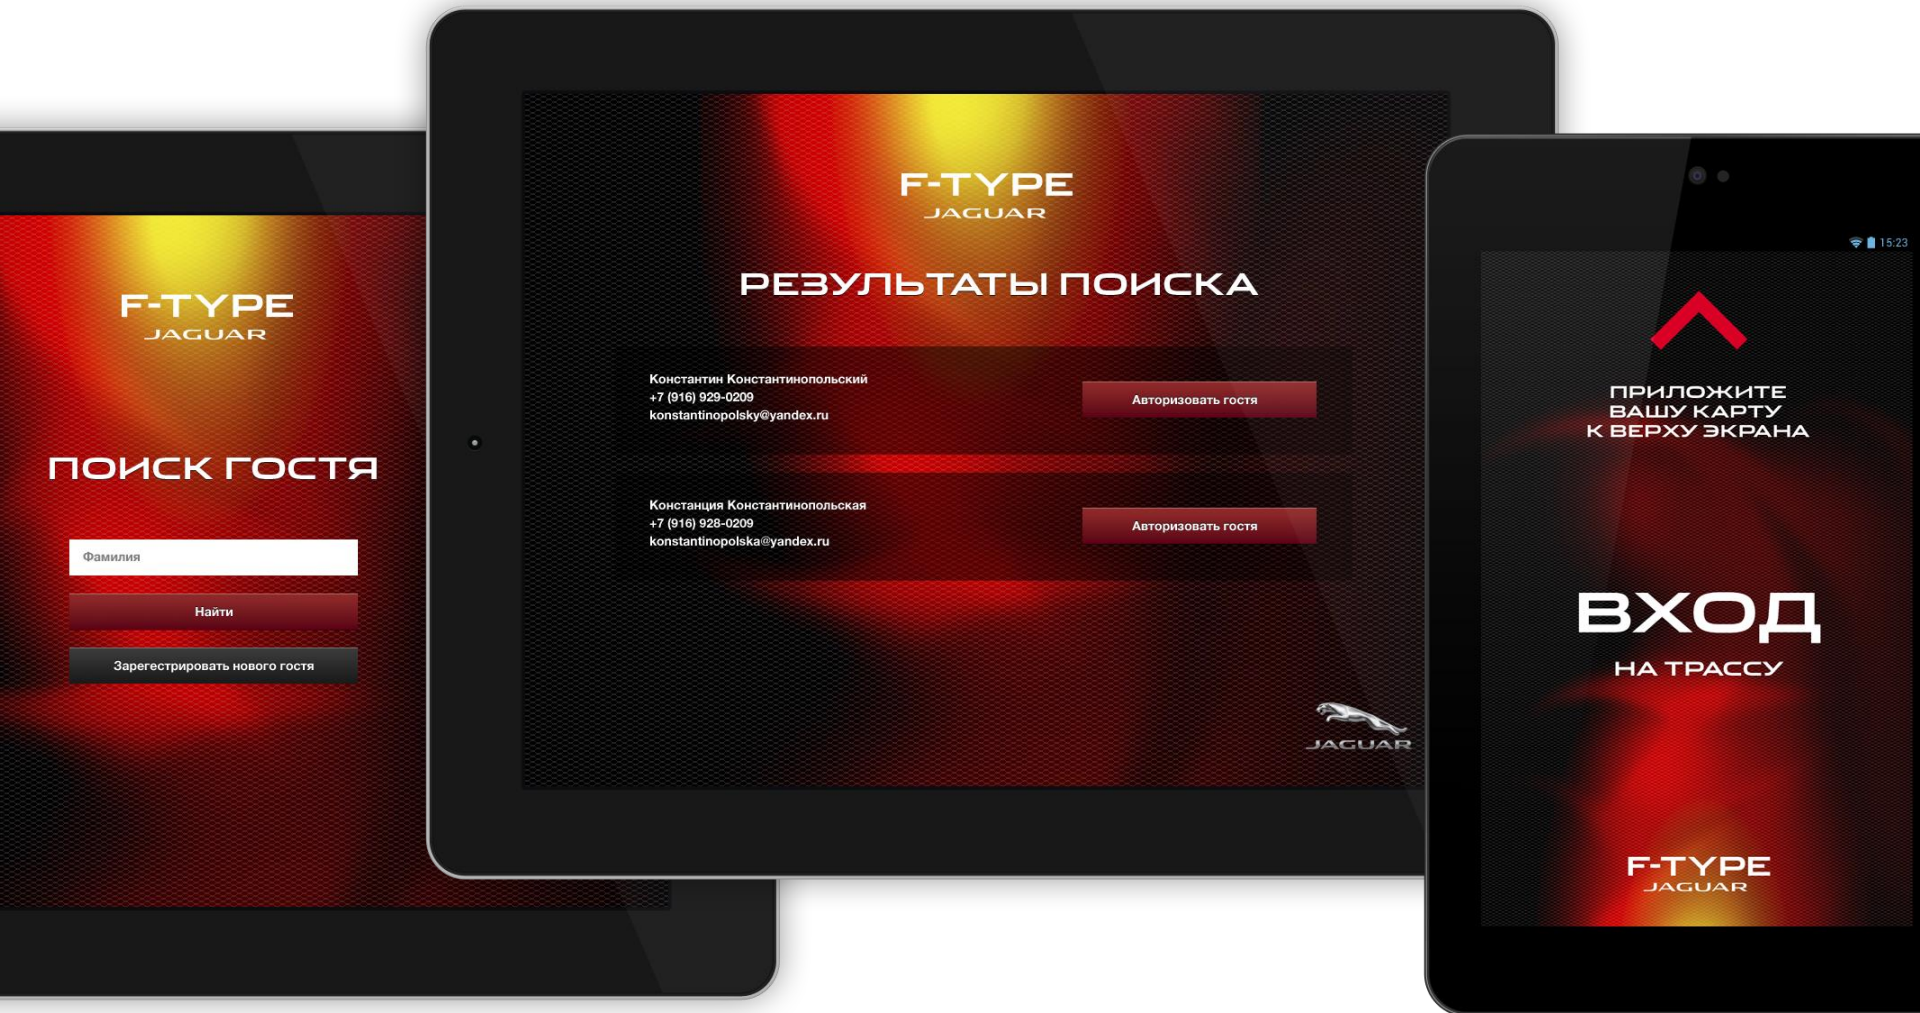 F-TYPE
JAGUAR
ПОИСК ГОСТЯ
Фамилия
Найти
Зарегестрировать нового гостя
F-TYPE
JAGUAR
РЕЗУЛЬТАТЫ ПОИСКА
Константин Константинопольский
+7 (916) 929-0209
konstantinopolsky@yandex.ru
Авторизовать гостя
Констанция Константинопольская
+7 (916) 928-0209
konstantinopolska@yandex.ru
Авторизовать гостя
JAGUAR
15:23
ПРИЛОЖИТЕ
ВАШУ КАРТУ
К ВЕРХУ ЭКРАНА
ВХОД
НА ТРАССУ
F-TYPE
JAGUAR